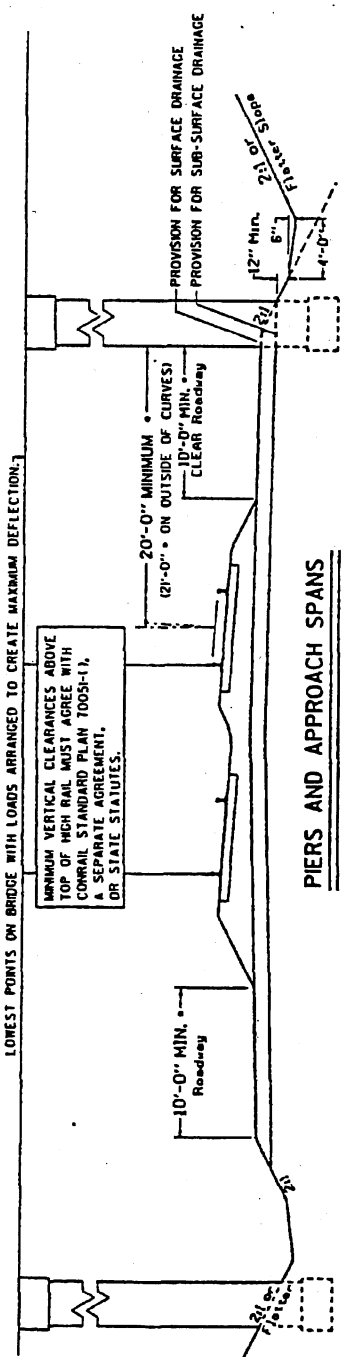 LOWEST POINTS ON BRIDGE WITH LOADS ARRANGED TO CREATE MAXIMUM DEFLECTION.
MINIMUM VERTICAL CLEARANCES ABOVE
TOP OF HIGH RAIL MUST AGREE WITH
CONRAIL STANDARD PLAN 70051-( ),
A SEPARATE AGREEMENT,
OR STATE STATUTES.
20'-0" MINIMUM •
(21'-0" • ON OUTSIDE OF CURVES)
10'-0" MIN. •
CLEAR Roadway
PROVISION FOR SURFACE DRAINAGE
PROVISION FOR SUB-SURFACE DRAINAGE
10'-0" MIN. •
Roadway
2:1 or
Flatter
2:1
2:1
12" Min.
6"
4'-0"
2:1 or
Flatter Slope
PIERS AND APPROACH SPANS